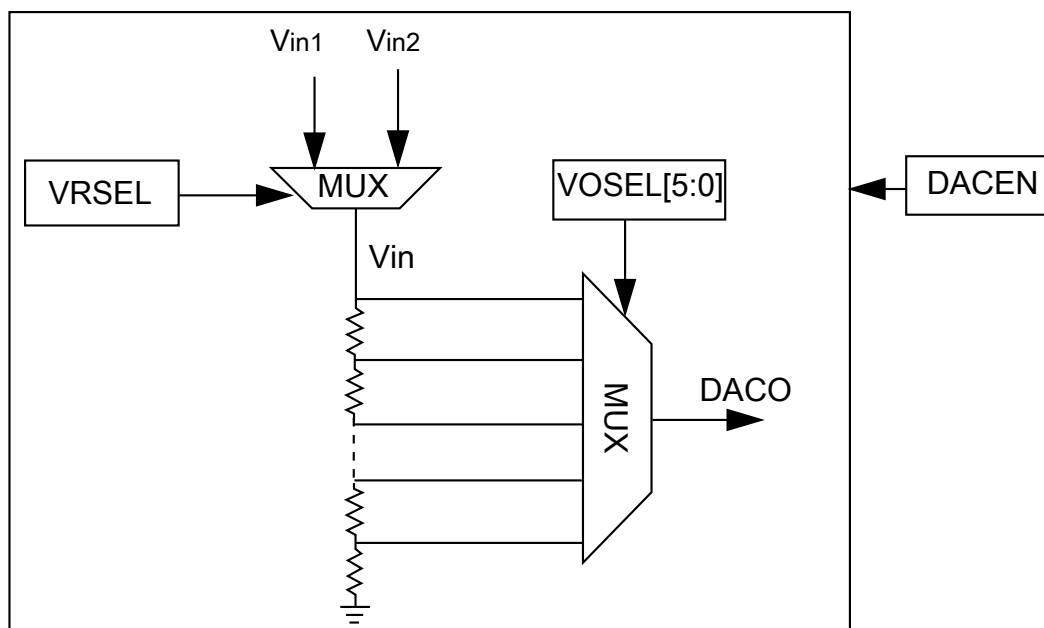 Vin1 Vin2
VRSEL
MUX
VOSEL[5:0]
DACEN
Vin
MUX
DACO